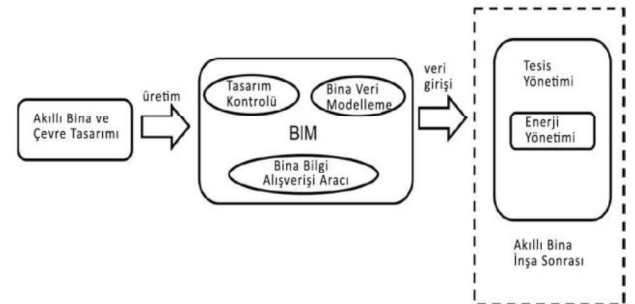 Akıllı Bina ve
Çevre Tasarımı
üretim
Tasarım
Kontrolü
Bina Veri
Modelleme
BIM
Bina Bilgi
Alışverişi Aracı
veri
girişi
Tesis
Yönetimi
Enerji
Yönetimi
Akıllı Bina
İnşa Sonrası